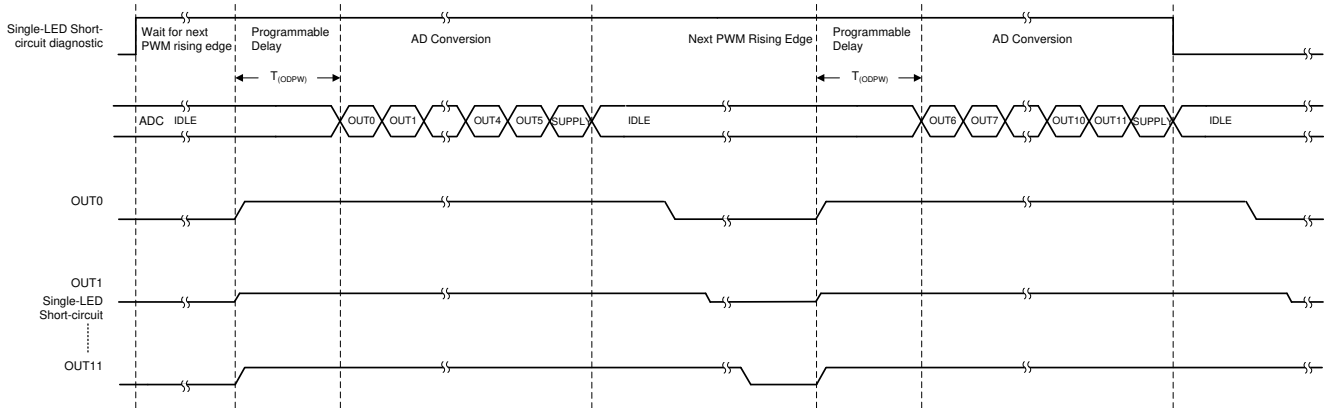 Single-LED Short-
circuit diagnostic
Wait for next
PWM rising edge
Programmable
Delay
AD Conversion
Next PWM Rising Edge
Programmable
Delay
AD Conversion
T(ODPW)
T(ODPW)
ADC IDLE
OUT0
OUT1
OUT4
OUT5
SUPPLY
IDLE
OUT6
OUT7
OUT10
OUT11
SUPPLY
IDLE
OUT0
OUT1
Single-LED
Short-circuit
OUT11